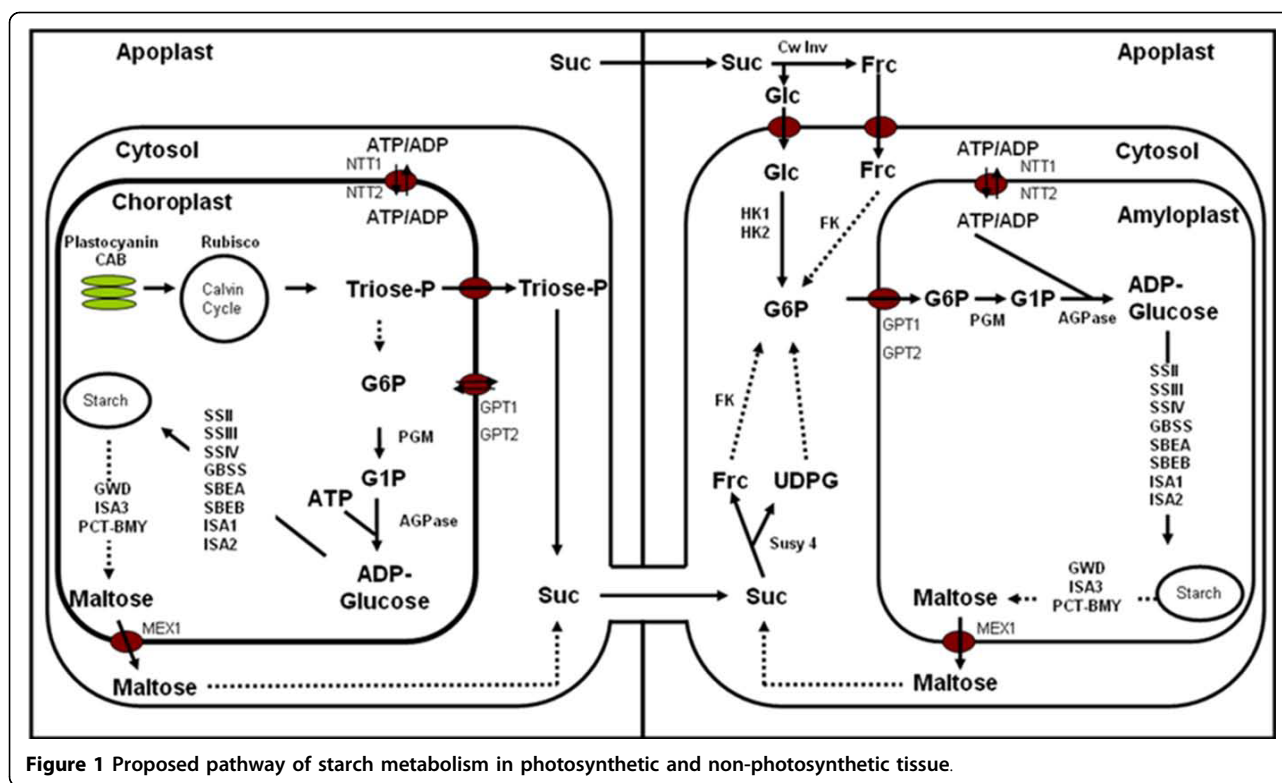 Apoplast
Suc
Cytosol
ATP/ADP
NTT1
NTT2
ATP/ADP
Choroplast
Plastocyanin
CAB
Rubisco
Calvin
Cycle
Triose-P
Triose-P
G6P
GPT1
GPT2
PGM
G1P
ATP
AGPase
ADP-
Glucose
Starch
SSII
SSIII
SSIV
GBSS
SBEA
SBEB
ISA1
ISA2
GWD
ISA3
PCT-BMY
Maltose
MEX1
Maltose
Suc
Apoplast
Suc
Cw Inv
Frc
Glc
Glc
Frc
HK1
HK2
FK
G6P
FK
Frc
UDPG
Susy 4
Suc
Cytosol
ATP/ADP
NTT1
NTT2
ATP/ADP
Amyloplast
GPT1
GPT2
G6P
PGM
G1P
AGPase
ADP-
Glucose
SSII
SSIII
SSIV
GBSS
SBEA
SBEB
ISA1
ISA2
Starch
GWD
ISA3
PCT-BMY
Maltose
MEX1
Maltose
Figure 1 Proposed pathway of starch metabolism in photosynthetic and non-photosynthetic tissue.